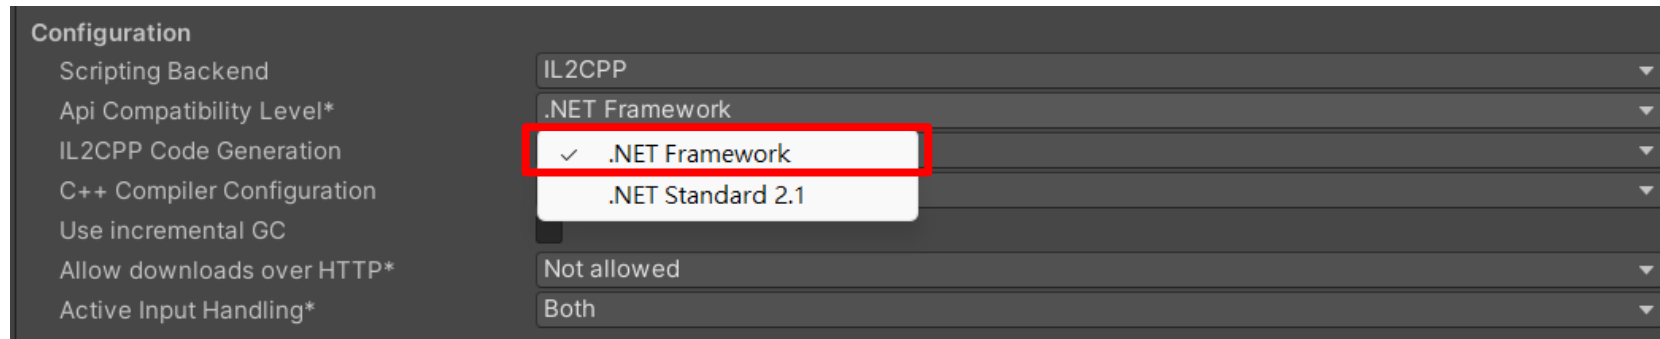 Configuration
Scripting Backend IL2CPP
Api Compatibility Level* .NET Framework
IL2CPP Code Generation ✓ .NET Framework
C++ Compiler Configuration .NET Standard 2.1
Use incremental GC
Allow downloads over HTTP* Not allowed
Active Input Handling* Both